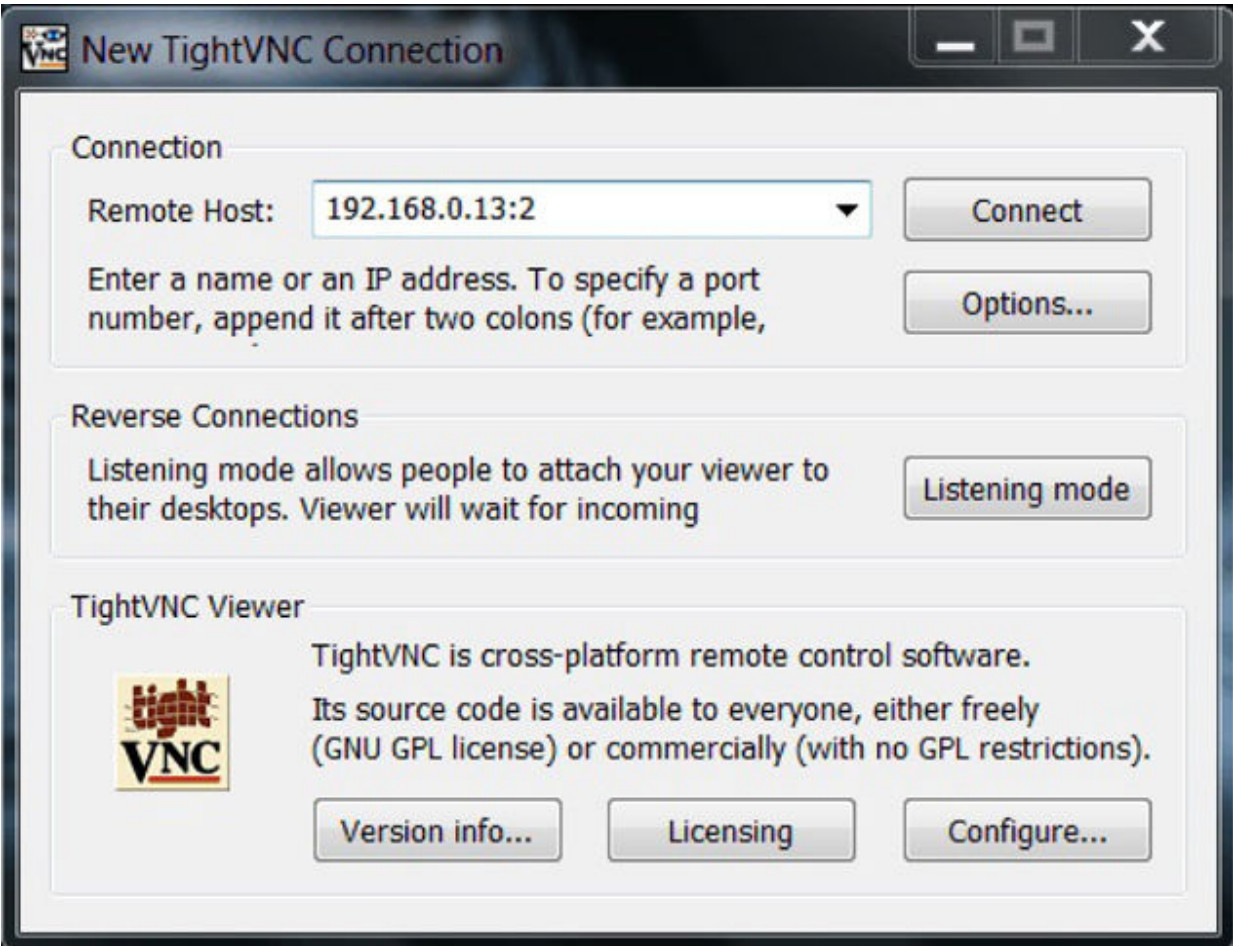 New TightVNC Connection
Connection
Remote Host:
192.168.0.13:2
Connect
Enter a name or an IP address. To specify a port
number, append it after two colons (for example,
Options...
Reverse Connections
Listening mode allows people to attach your viewer to
their desktops. Viewer will wait for incoming
Listening mode
TightVNC Viewer
tight
VNC
TightVNC is cross-platform remote control software.
Its source code is available to everyone, either freely
(GNU GPL license) or commercially (with no GPL restrictions).
Version info...
Licensing
Configure...